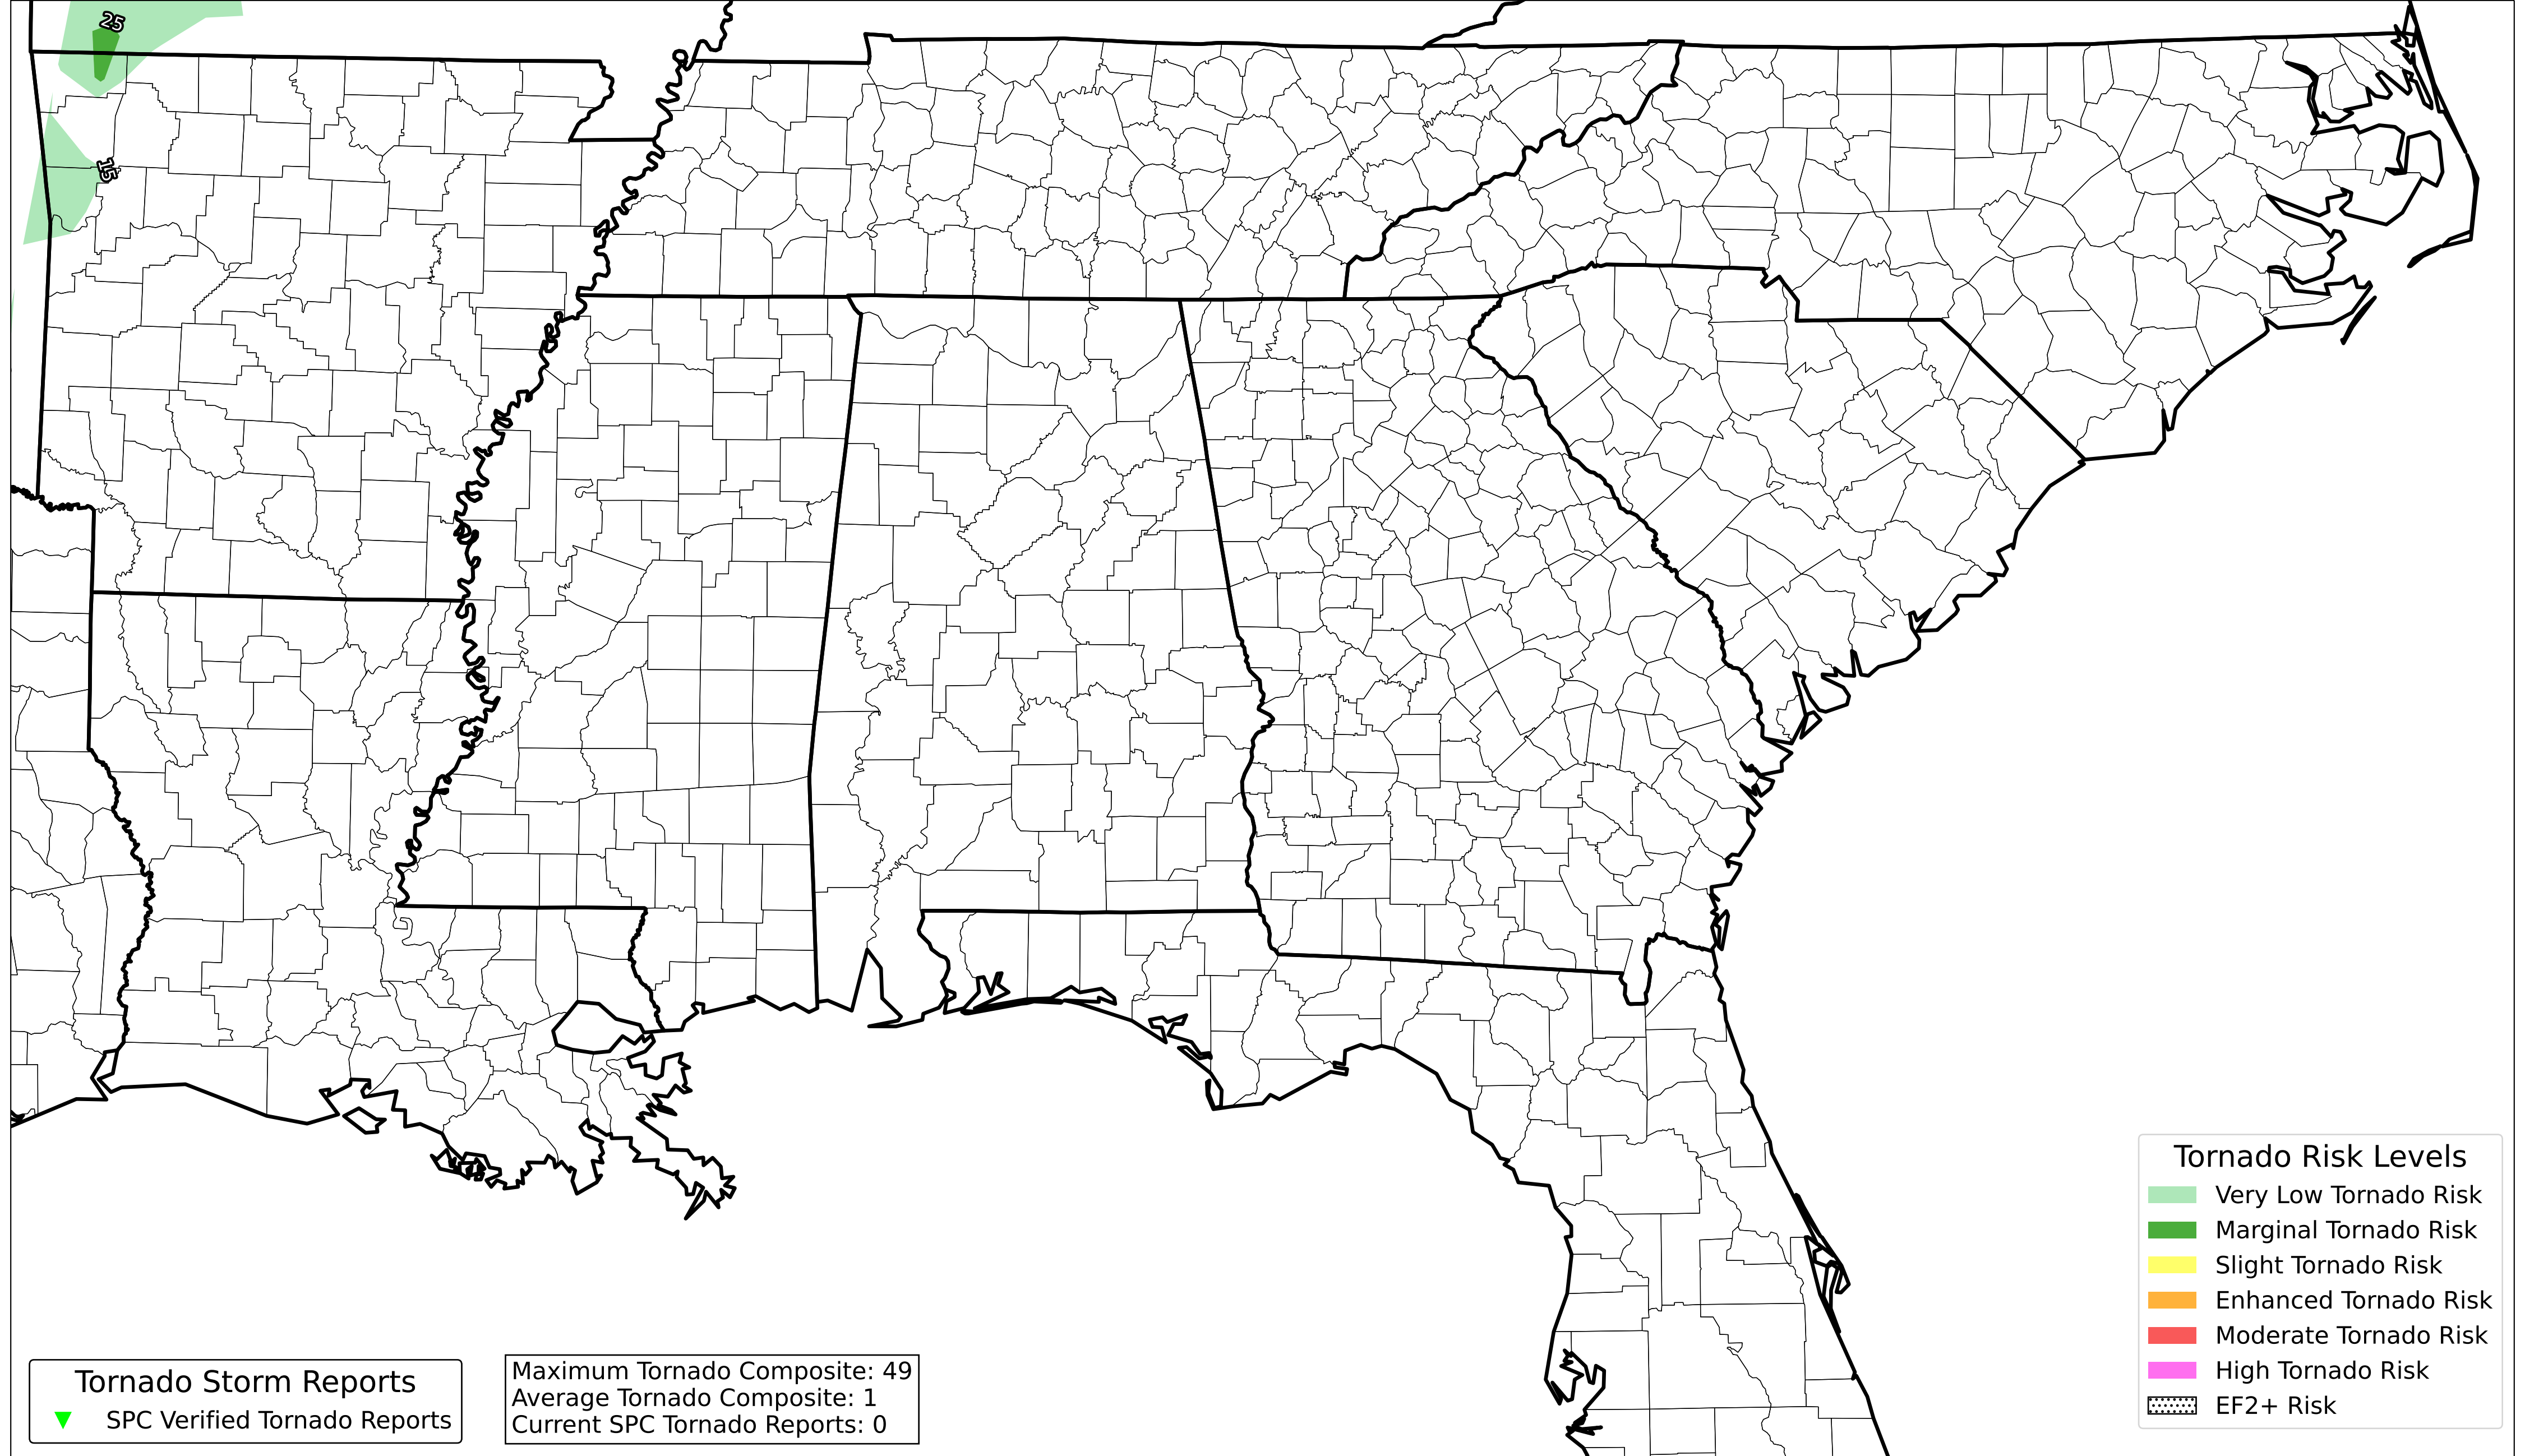 25
15
Tornado Storm Reports
SPC Verified Tornado Reports
Maximum Tornado Composite: 49
Average Tornado Composite: 1
Current SPC Tornado Reports: 0
Tornado Risk Levels
Very Low Tornado Risk
Marginal Tornado Risk
Slight Tornado Risk
Enhanced Tornado Risk
Moderate Tornado Risk
High Tornado Risk
EF2+ Risk